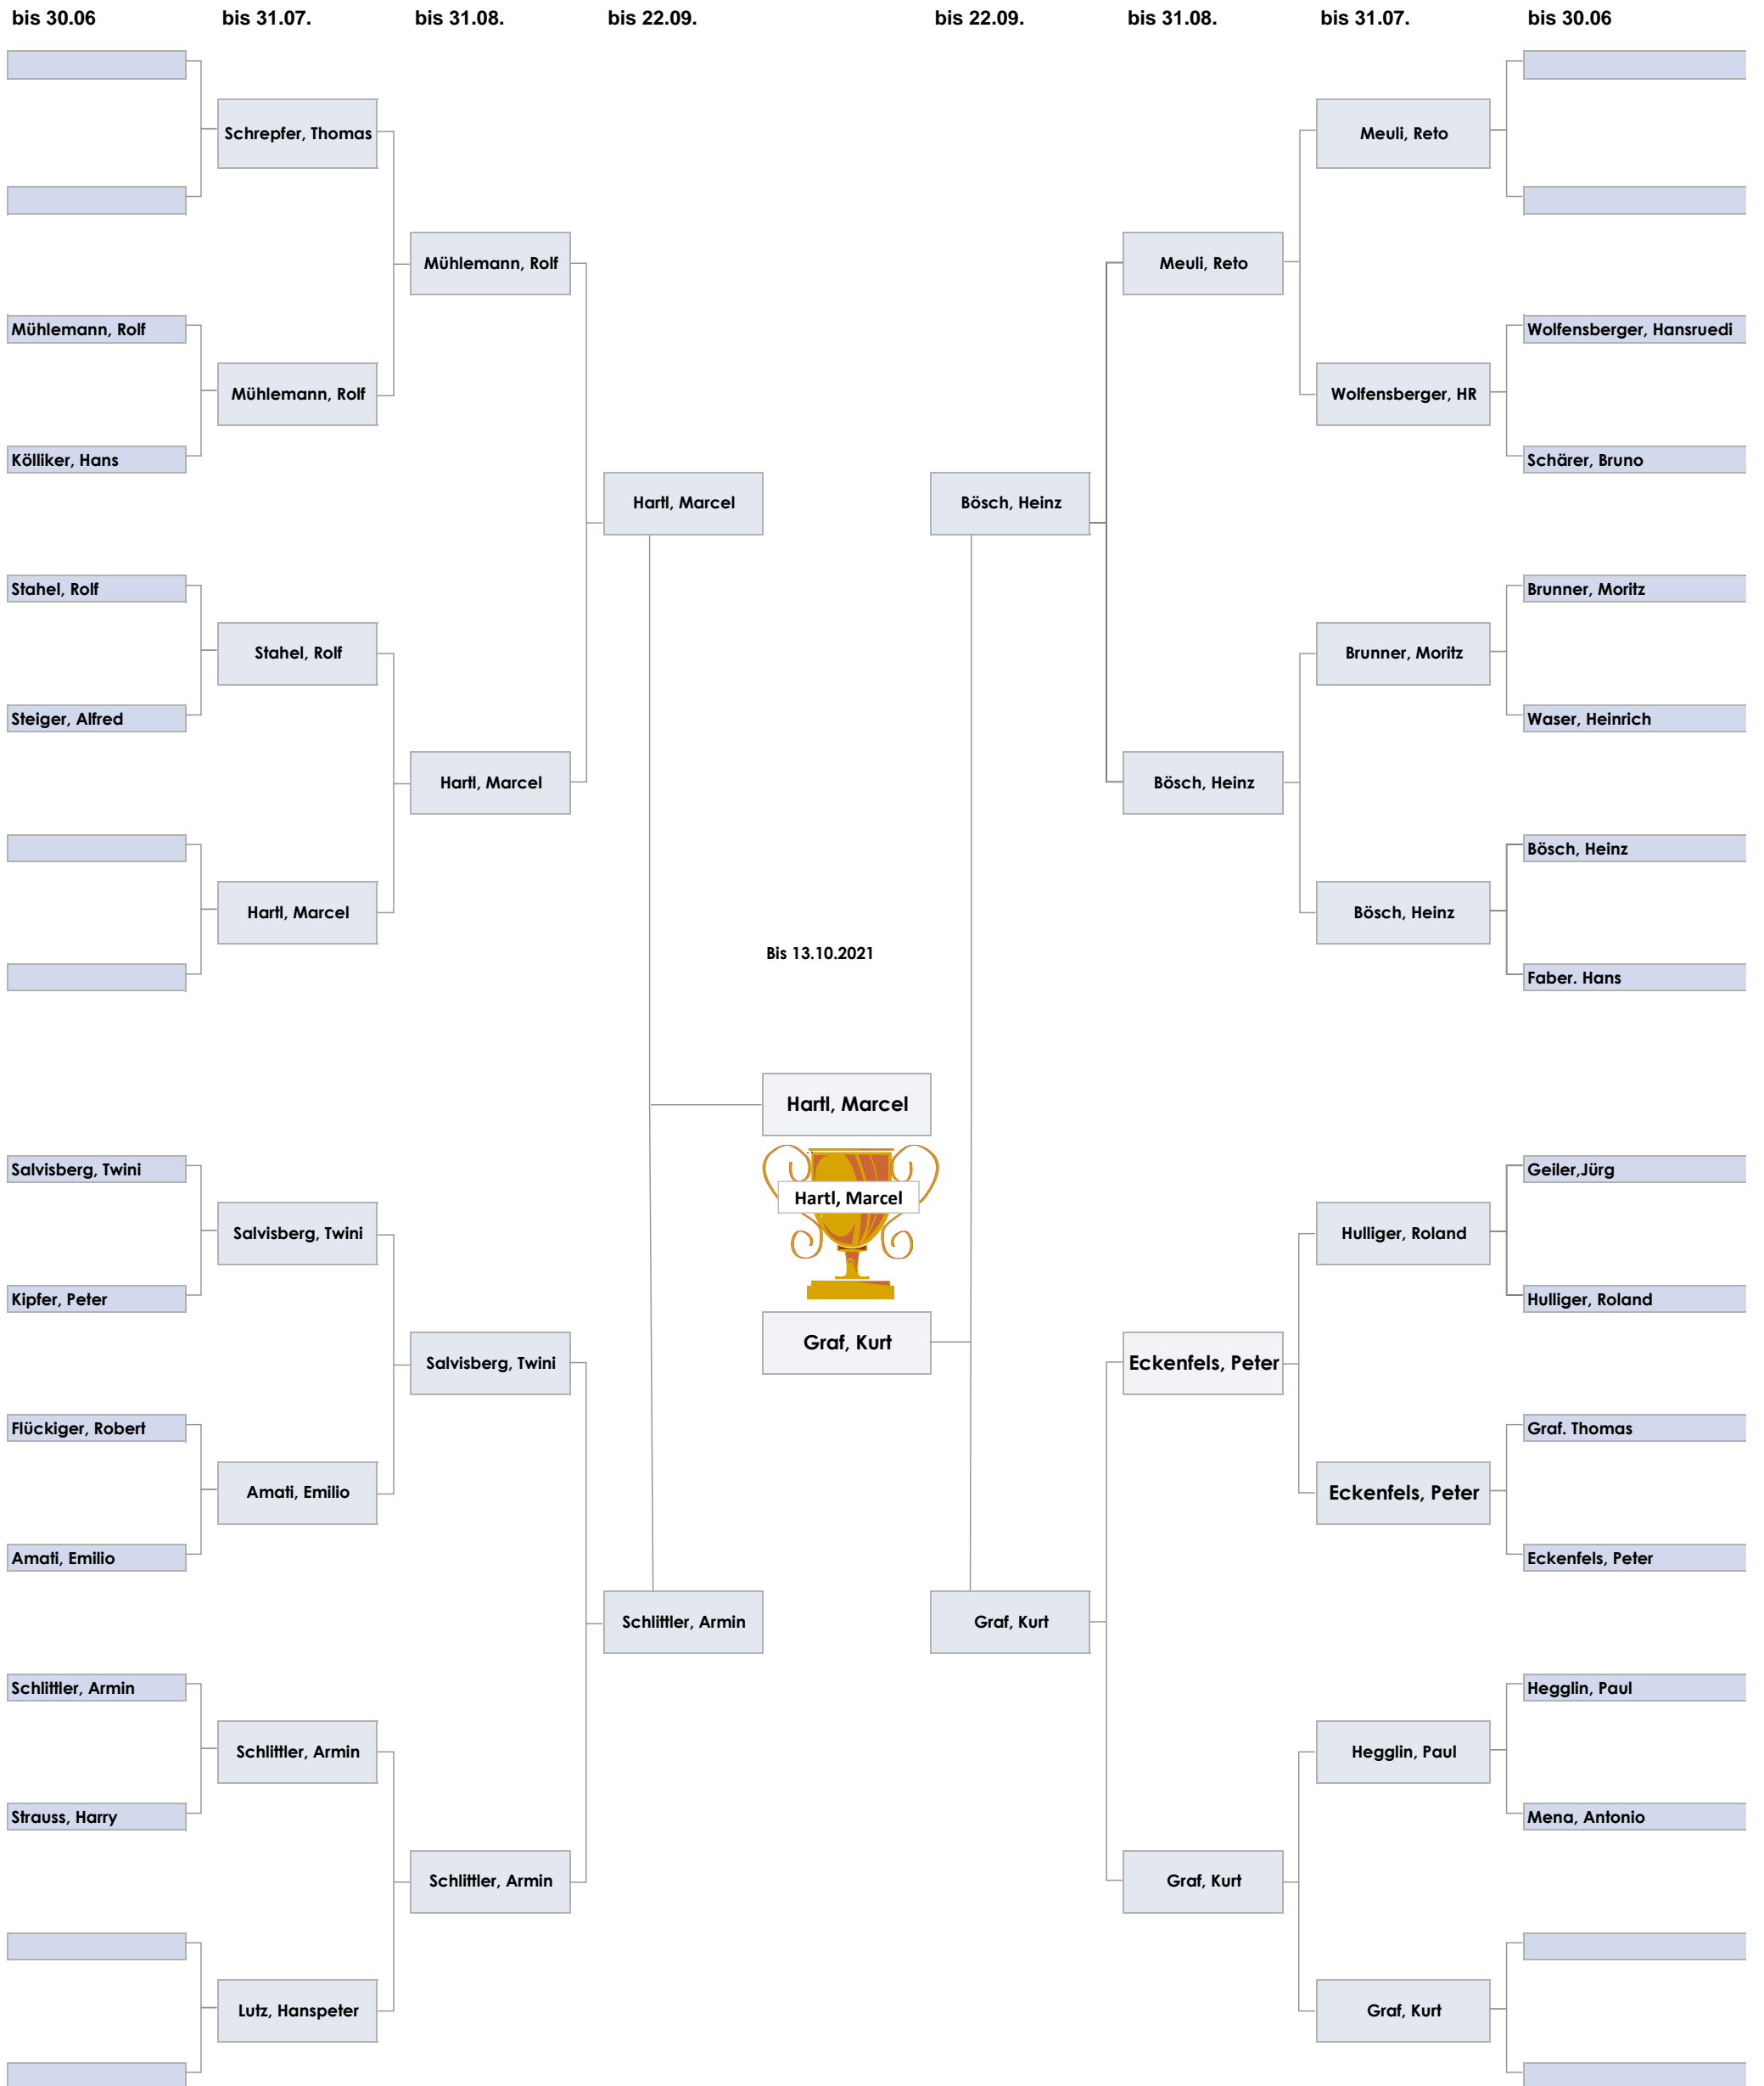 bis 30.06
bis 31.07.
bis 31.08.
bis 22.09.
bis 22.09.
bis 31.08.
bis 31.07.
bis 30.06
Schrepfer, Thomas
Meuli, Reto
Mühlemann, Rolf
Meuli, Reto
Mühlemann, Rolf
Wolfensberger, Hansruedi
Mühlemann, Rolf
Wolfensberger, HR
Kölliker, Hans
Schärer, Bruno
Hartl, Marcel
Bösch, Heinz
Stahel, Rolf
Brunner, Moritz
Stahel, Rolf
Brunner, Moritz
Steiger, Alfred
Waser, Heinrich
Hartl, Marcel
Bösch, Heinz
Bösch, Heinz
Hartl, Marcel
Bösch, Heinz
Bis 13.10.2021
Faber. Hans
Hartl, Marcel
Salvisberg, Twini
Geiler,Jürg
Hartl, Marcel
Salvisberg, Twini
Hulliger, Roland
Kipfer, Peter
Hulliger, Roland
Graf, Kurt
Salvisberg, Twini
Eckenfels, Peter
Flückiger, Robert
Graf. Thomas
Amati, Emilio
Eckenfels, Peter
Amati, Emilio
Eckenfels, Peter
Schlittler, Armin
Graf, Kurt
Schlittler, Armin
Hegglin, Paul
Schlittler, Armin
Hegglin, Paul
Strauss, Harry
Mena, Antonio
Schlittler, Armin
Graf, Kurt
Lutz, Hanspeter
Graf, Kurt